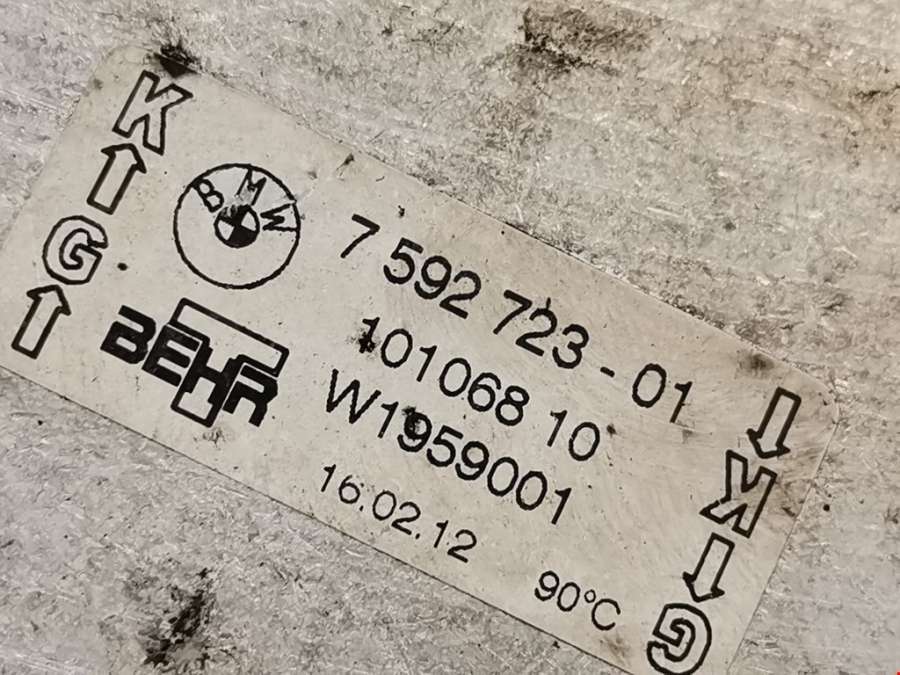 K
G
BMW
BEHR
7 592 723 - 01
101068 10
W1959001
16.02.12
90°C
K
G